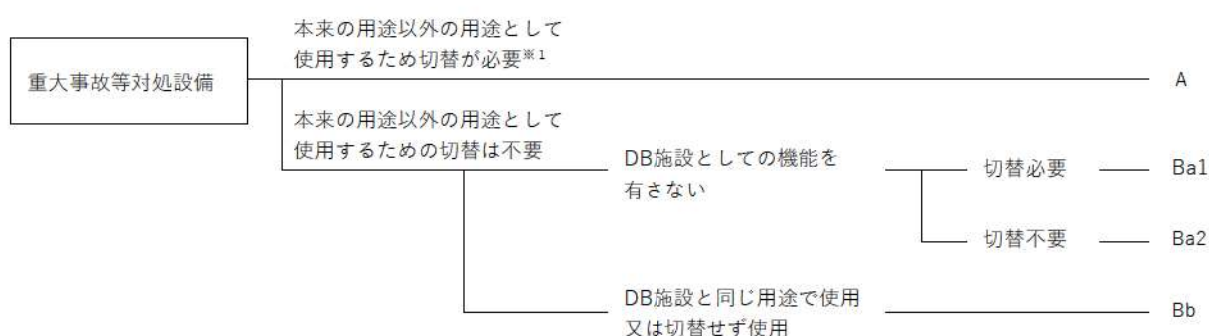 重大事故等対処設備
本来の用途以外の用途として
使用するため切替が必要※1
A
本来の用途以外の用途として
使用するための切替は不要
DB施設としての機能を
有さない
切替必要
Ba1
切替不要
Ba2
DB施設と同じ用途で使用
又は切替せず使用
Bb